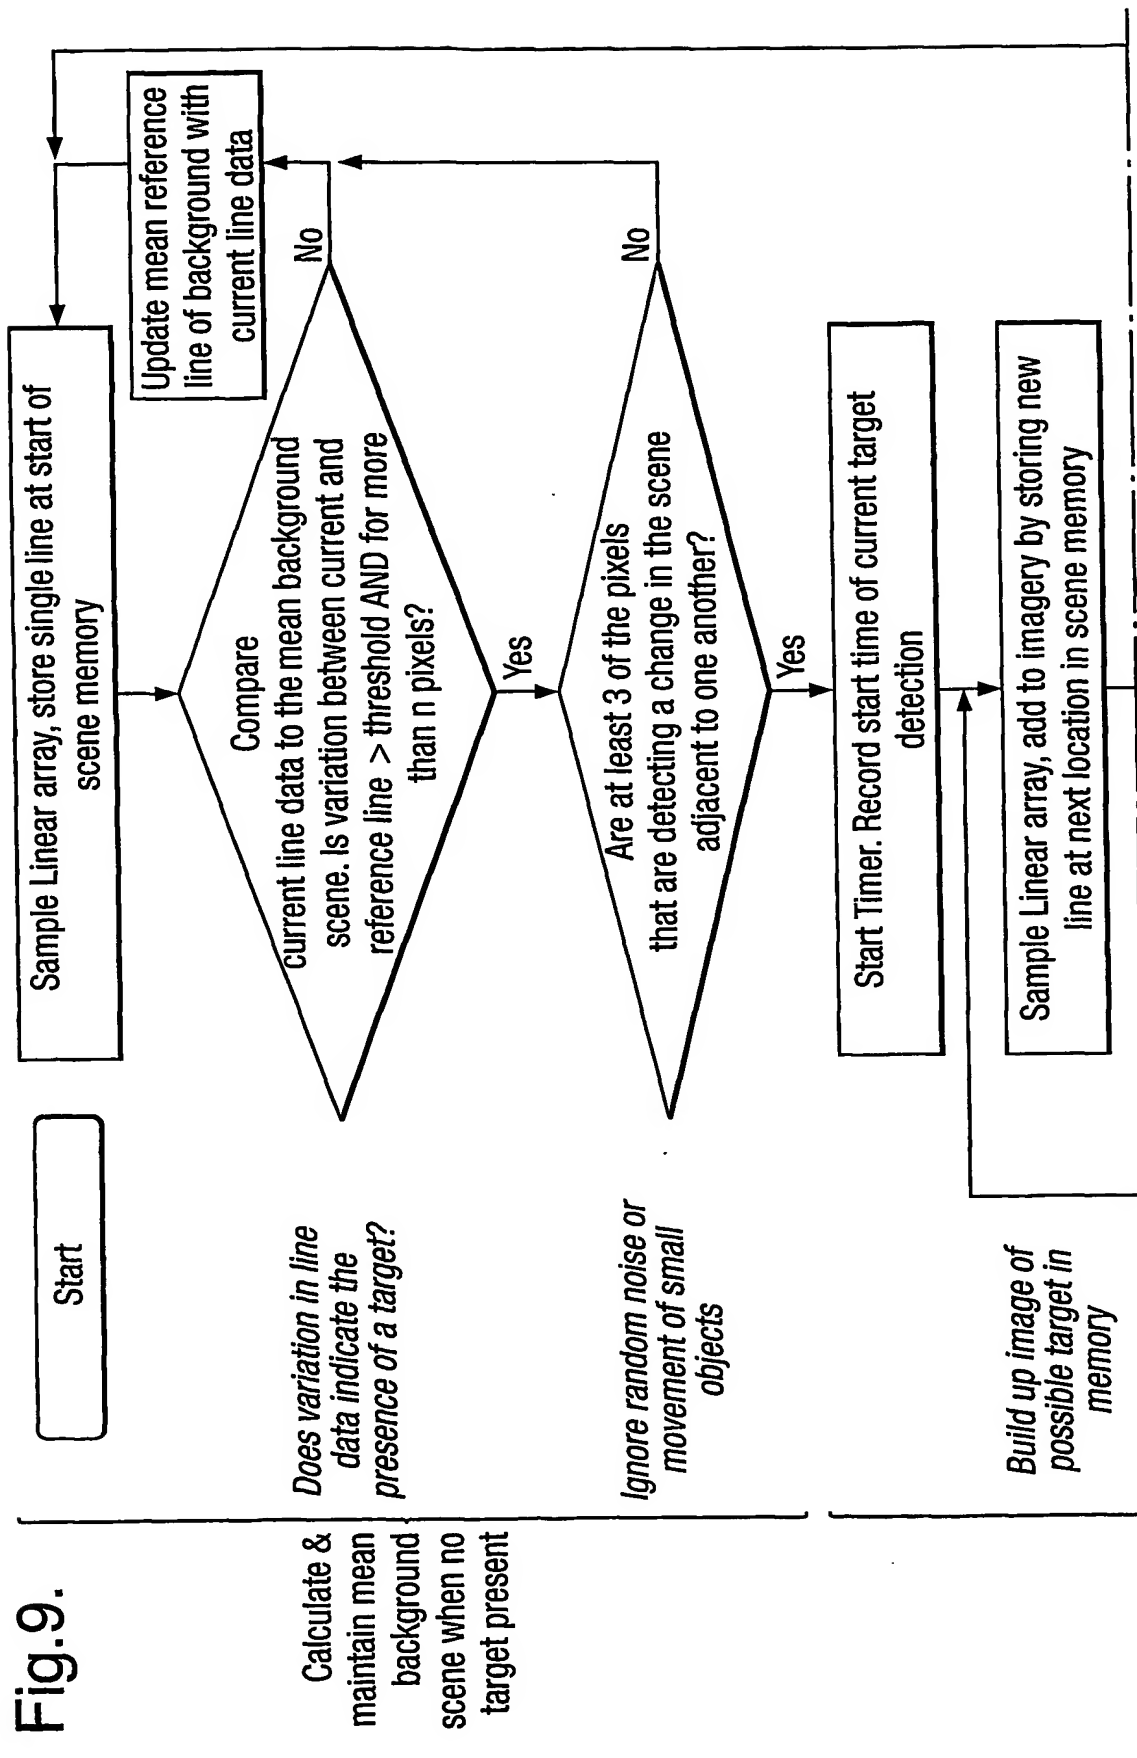 Fig.9.
Start
Sample Linear array, store single line at start of
scene memory
Update mean reference
line of background with
current line data
Calculate &
maintain mean
background
scene when no
target present
Does variation in line
data indicate the
presence of a target?
Compare
current line data to the mean background
scene. Is variation between current and
reference line > threshold AND for more
than n pixels?
No
Yes
Ignore random noise or
movement of small
objects
Are at least 3 of the pixels
that are detecting a change in the scene
adjacent to one another?
No
Yes
Start Timer. Record start time of current target
detection
Build up image of
possible target in
memory
Sample Linear array, add to imagery by storing new
line at next location in scene memory